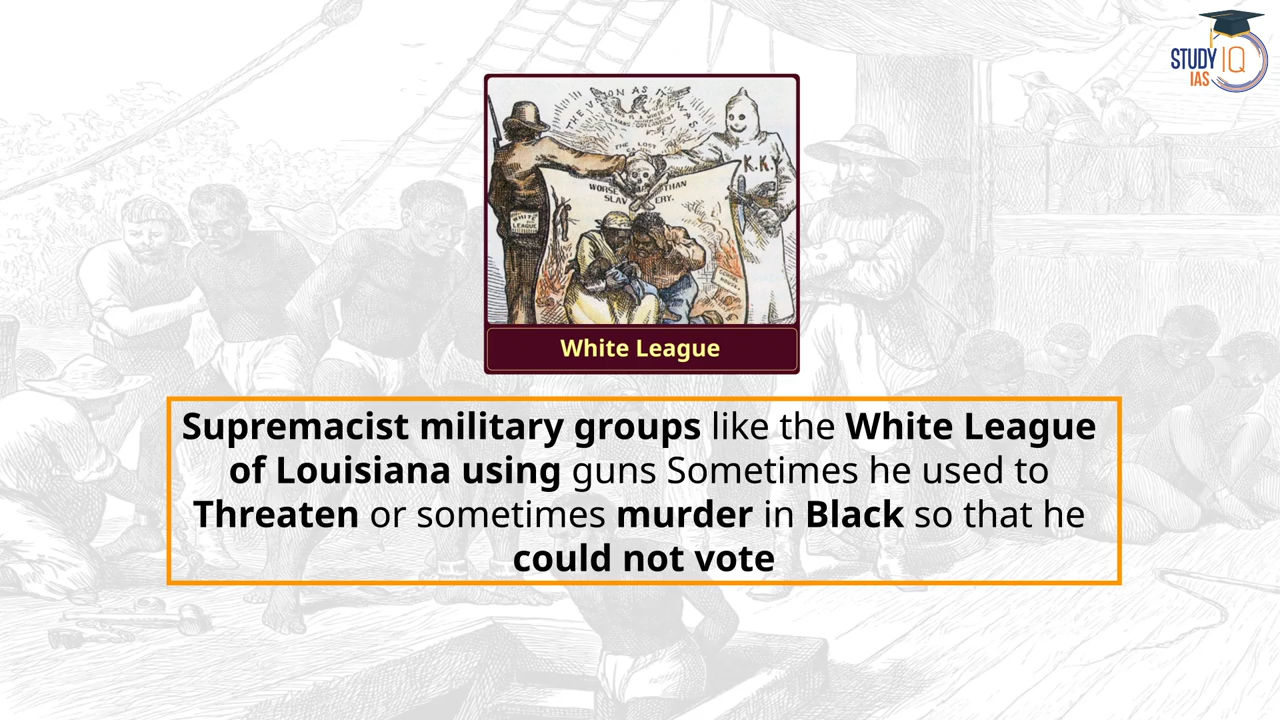 STUDY IQ
IAS
THE UNION AS IT WAS
THE LOST
K.K.
WORSE THAN
SLAVERY.
WHITE
LEAGUE
White League
Supremacist military groups like the White League
of Louisiana using guns Sometimes he used to
Threaten or sometimes murder in Black so that he
could not vote